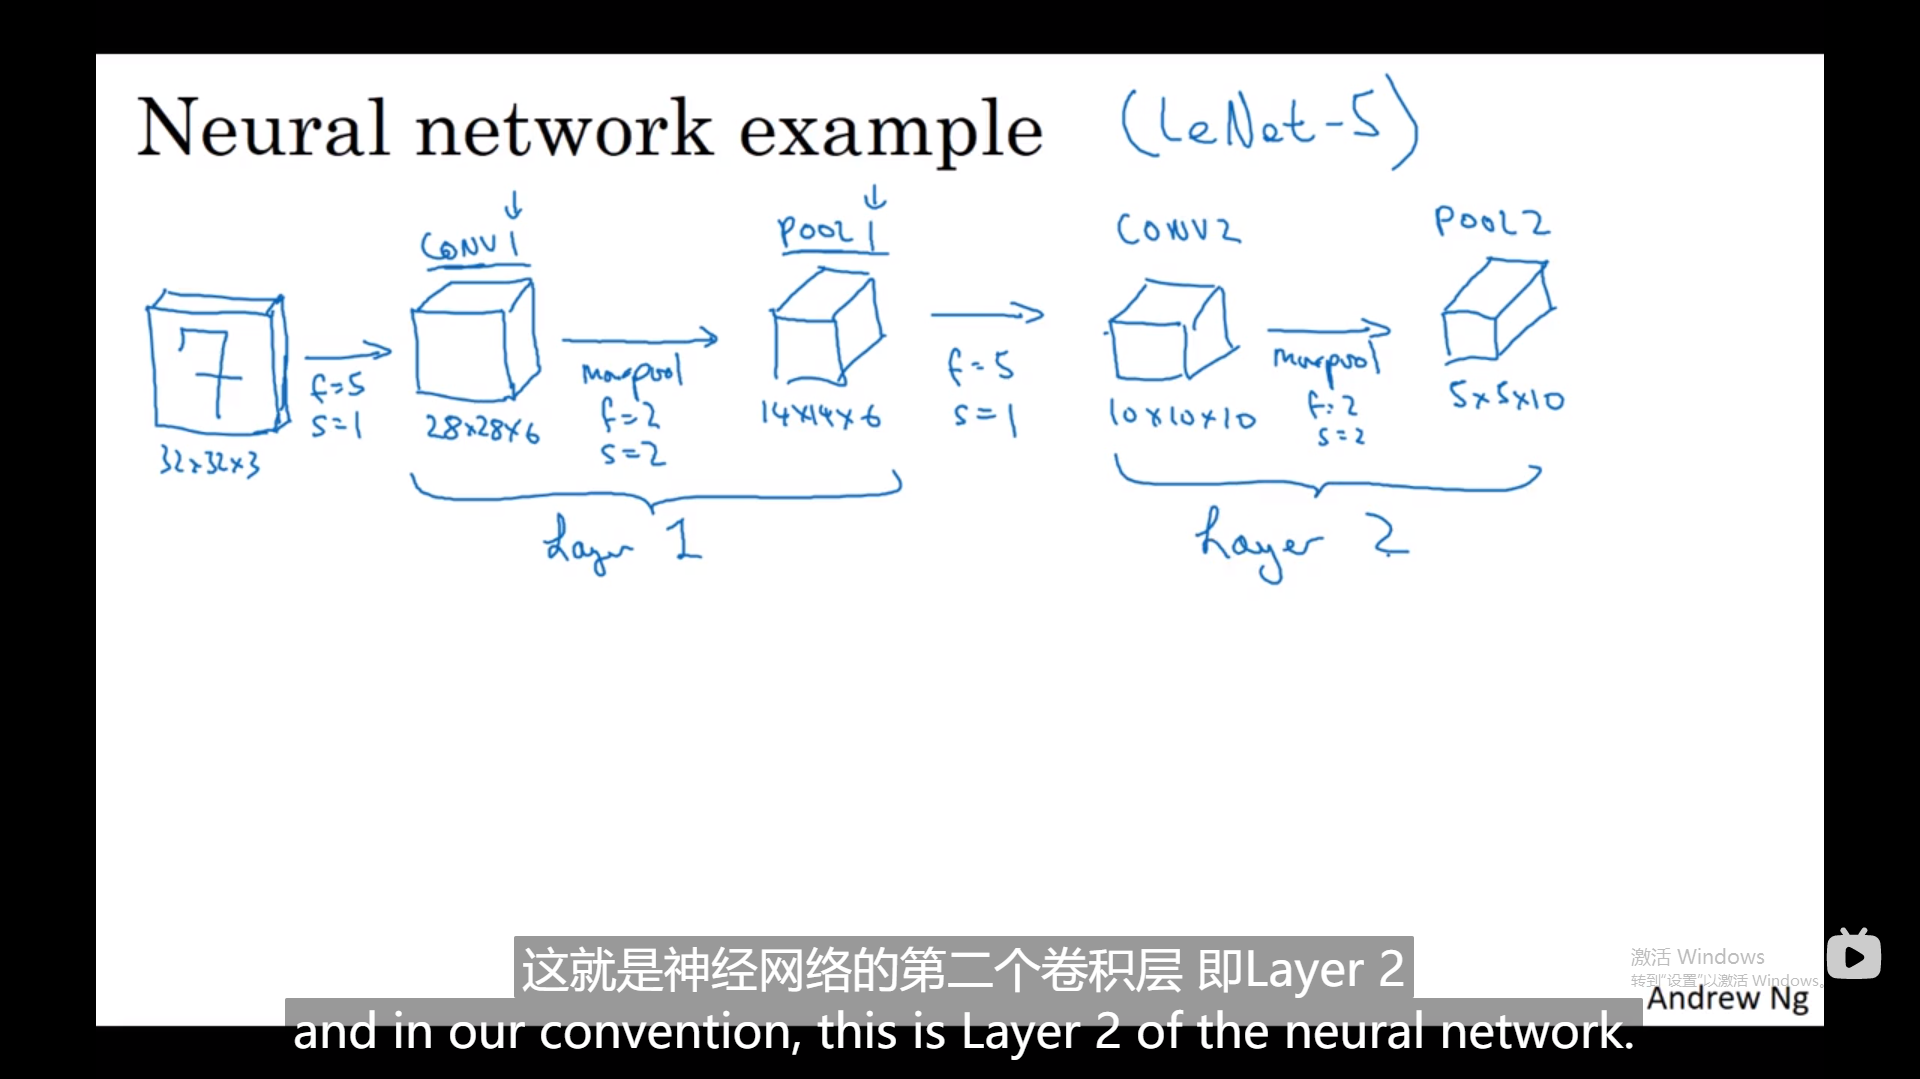 Neural network example (LeNet-5)
CONV1
POOL1
CONV2
POOL2
7
32x32x3
f=5
s=1
28x28x6
maxpool
f=2
s=2
14x14x6
f=5
s=1
10x10x10
maxpool
f=2
s=2
5x5x10
Layer 1
Layer 2
激活 Windows
转到“设置”以激活 Windows。
Andrew Ng
这就是神经网络的第二个卷积层 即Layer 2
and in our convention, this is Layer 2 of the neural network.